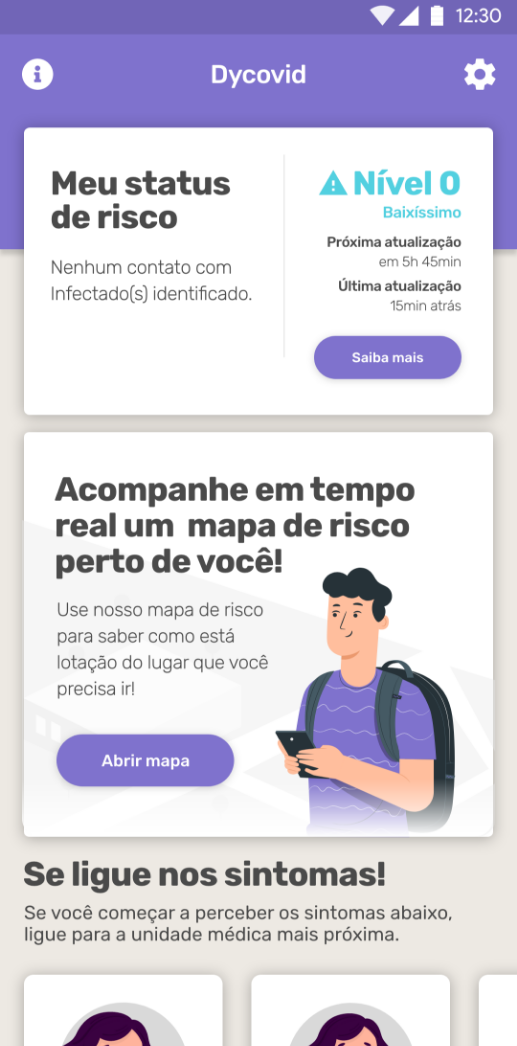 12:30
Dycovid
Meu status
de risco
Nenhum contato com
Infectado(s) identificado.
Nível 0
Baixíssimo
Próxima atualização
em 5h 45min
Última atualização
15min atrás
Saiba mais
Acompanhe em tempo
real um mapa de risco
perto de você!
Use nosso mapa de risco
para saber como está
lotação do lugar que você
precisa ir!
Abrir mapa
Se ligue nos sintomas!
Se você começar a perceber os sintomas abaixo,
ligue para a unidade médica mais próxima.